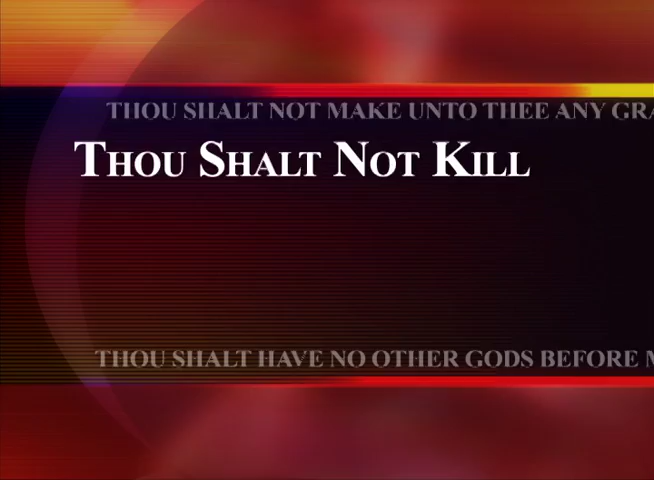 THOU SHALT NOT MAKE UNTO THEE ANY GRA
THOU SHALT NOT KILL
THOU SHALT HAVE NO OTHER GODS BEFORE M